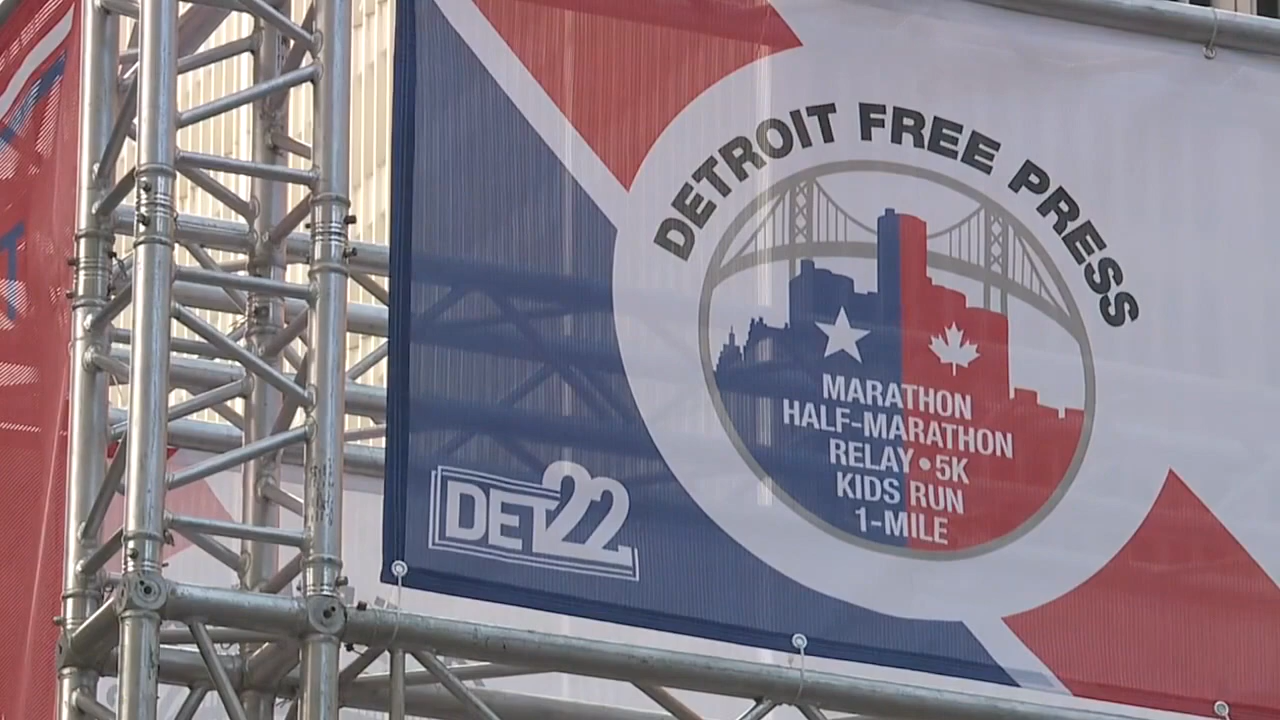 DETROIT FREE PRESS
MARATHON
HALF-MARATHON
RELAY • 5K
KIDS RUN
1-MILE
DET22